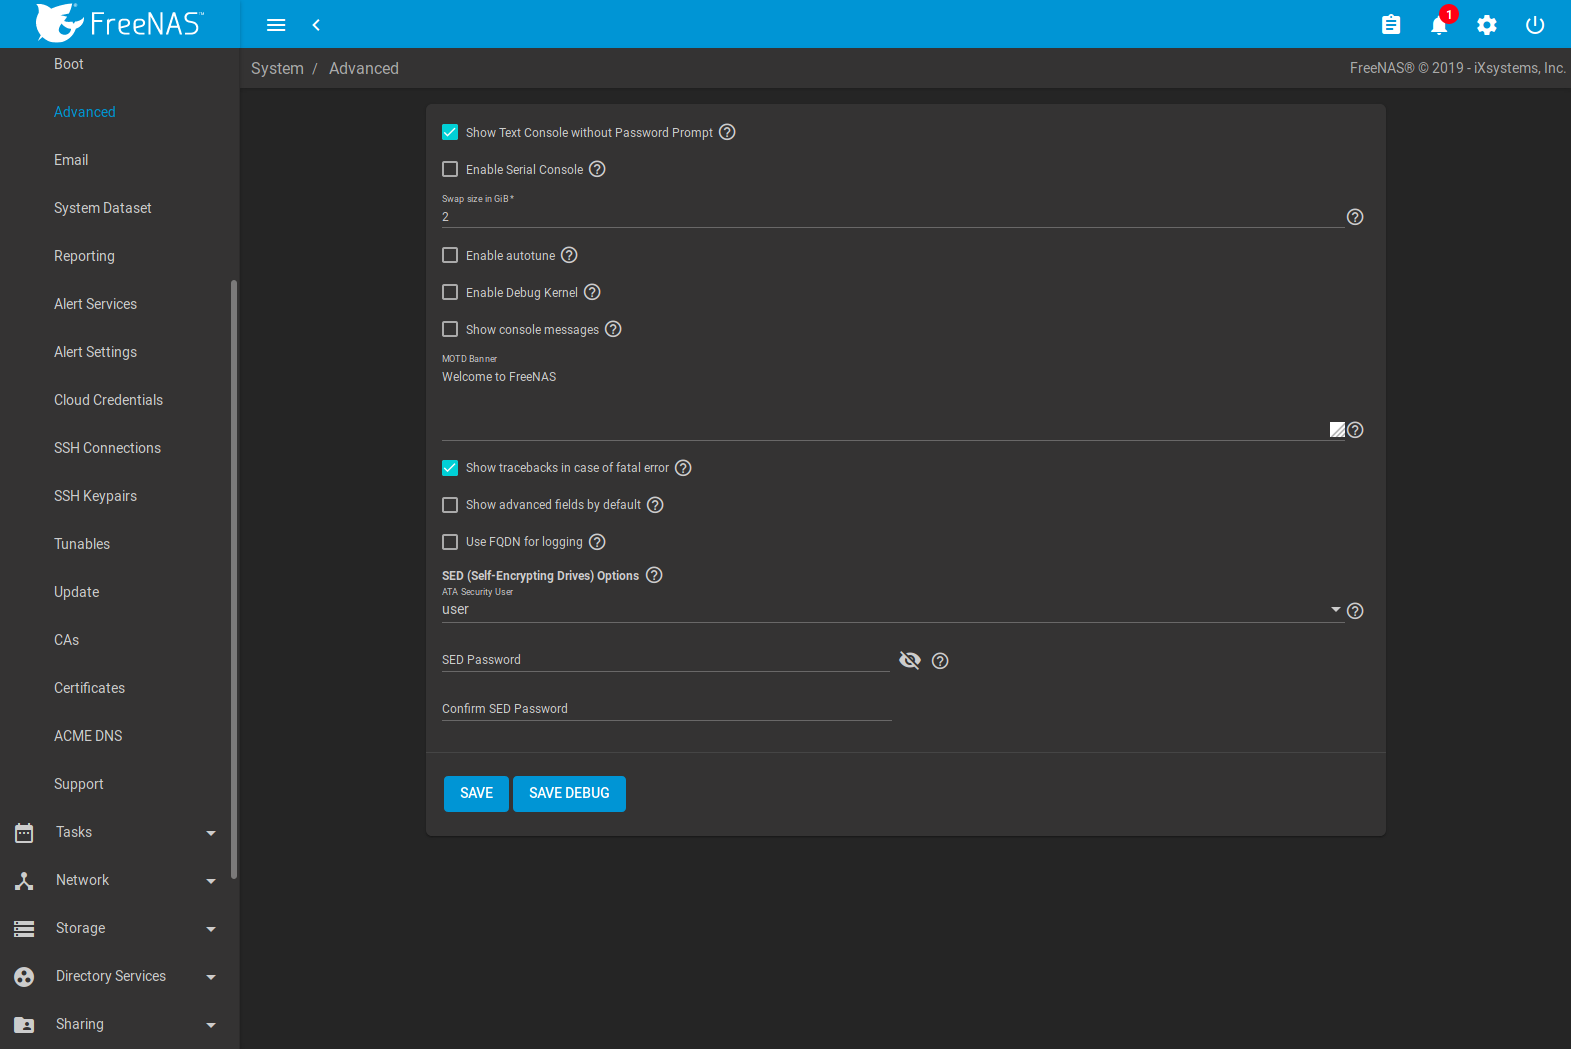 FreeNAS™
1
System / Advanced
FreeNAS® © 2019 - iXsystems, Inc.
Boot
Advanced
Email
System Dataset
Reporting
Alert Services
Alert Settings
Cloud Credentials
SSH Connections
SSH Keypairs
Tunables
Update
CAs
Certificates
ACME DNS
Support
Tasks
Network
Storage
Directory Services
Sharing
Show Text Console without Password Prompt
Enable Serial Console
Swap size in GiB *
2
Enable autotune
Enable Debug Kernel
Show console messages
MOTD Banner
Welcome to FreeNAS
Show tracebacks in case of fatal error
Show advanced fields by default
Use FQDN for logging
SED (Self-Encrypting Drives) Options
ATA Security User
user
SED Password
Confirm SED Password
SAVE SAVE DEBUG